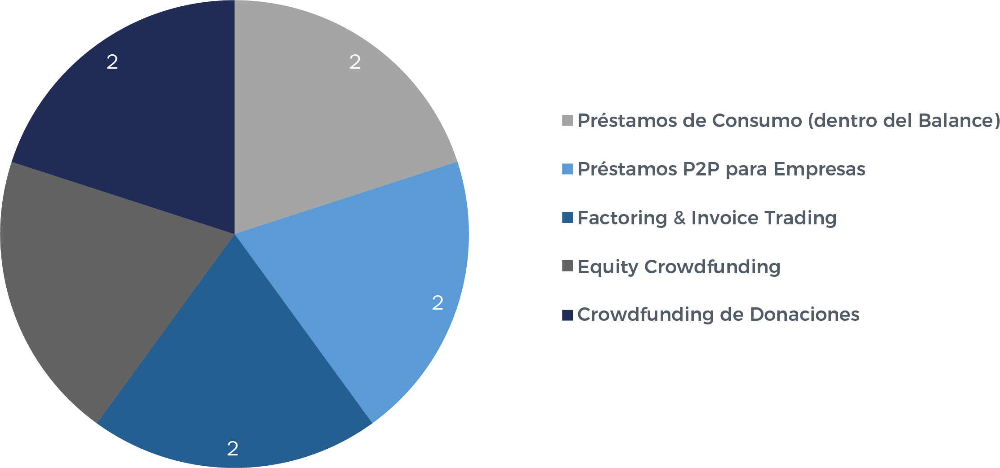 2
2
2
2
Préstamos de Consumo (dentro del Balance)
Préstamos P2P para Empresas
Factoring & Invoice Trading
Equity Crowdfunding
Crowdfunding de Donaciones